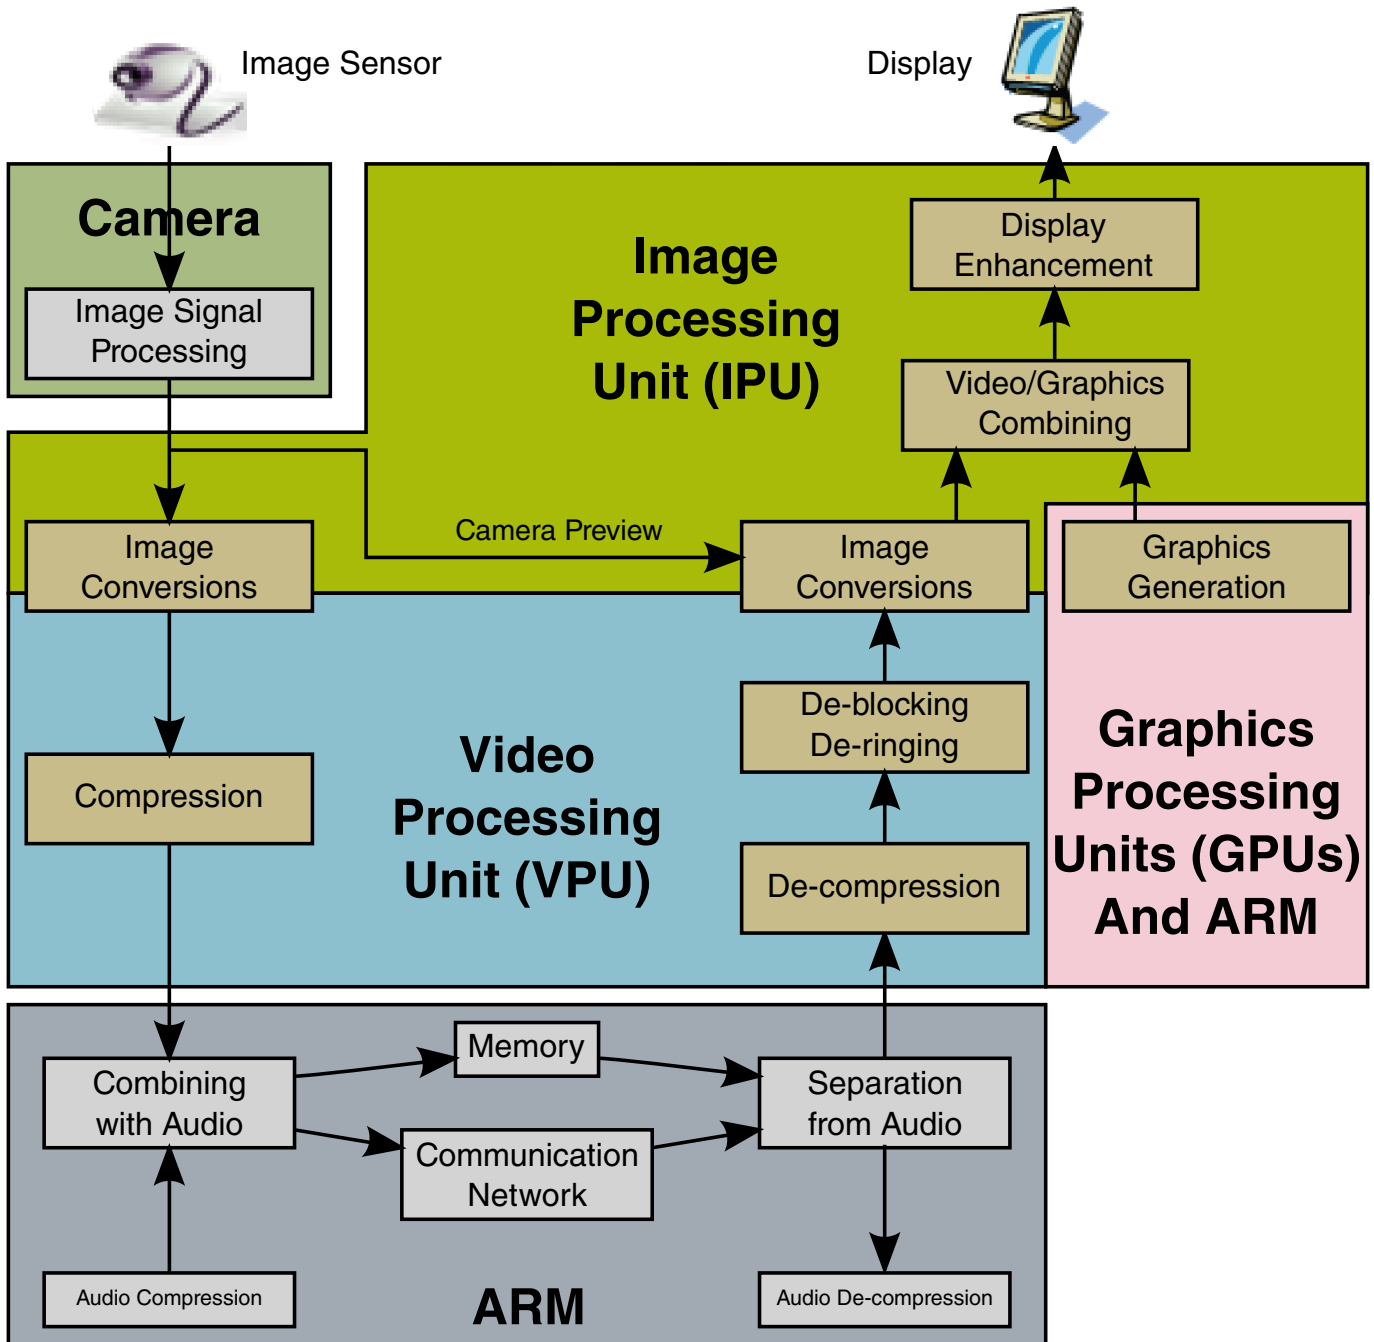 Image Sensor
Display
Camera
Image Signal
Processing
Image
Processing
Unit (IPU)
Display
Enhancement
Video/Graphics
Combining
Camera Preview
Image
Conversions
Image
Conversions
Graphics
Generation
Compression
Video
Processing
Unit (VPU)
De-blocking
De-ringing
De-compression
Graphics
Processing
Units (GPUs)
And ARM
Combining
with Audio
Memory
Communication
Network
Separation
from Audio
Audio Compression
ARM
Audio De-compression